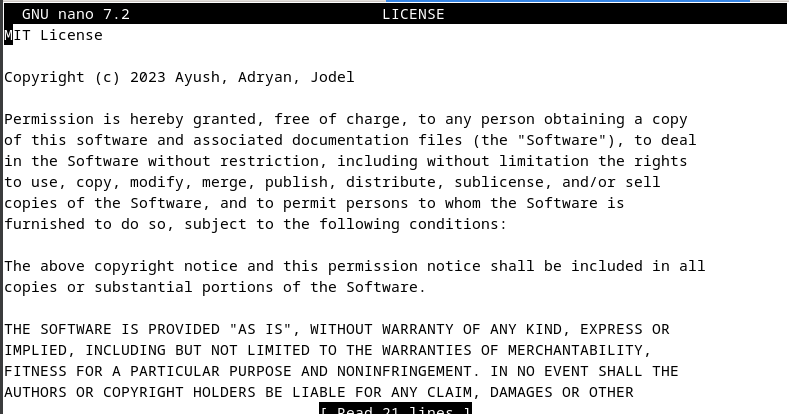 GNU nano 7.2 LICENSE
MIT License
Copyright (c) 2023 Ayush, Adryan, Jodel
Permission is hereby granted, free of charge, to any person obtaining a copy
of this software and associated documentation files (the "Software"), to deal
in the Software without restriction, including without limitation the rights
to use, copy, modify, merge, publish, distribute, sublicense, and/or sell
copies of the Software, and to permit persons to whom the Software is
furnished to do so, subject to the following conditions:
The above copyright notice and this permission notice shall be included in all
copies or substantial portions of the Software.
THE SOFTWARE IS PROVIDED "AS IS", WITHOUT WARRANTY OF ANY KIND, EXPRESS OR
IMPLIED, INCLUDING BUT NOT LIMITED TO THE WARRANTIES OF MERCHANTABILITY,
FITNESS FOR A PARTICULAR PURPOSE AND NONINFRINGEMENT. IN NO EVENT SHALL THE
AUTHORS OR COPYRIGHT HOLDERS BE LIABLE FOR ANY CLAIM, DAMAGES OR OTHER
[ Read 21 lines ]